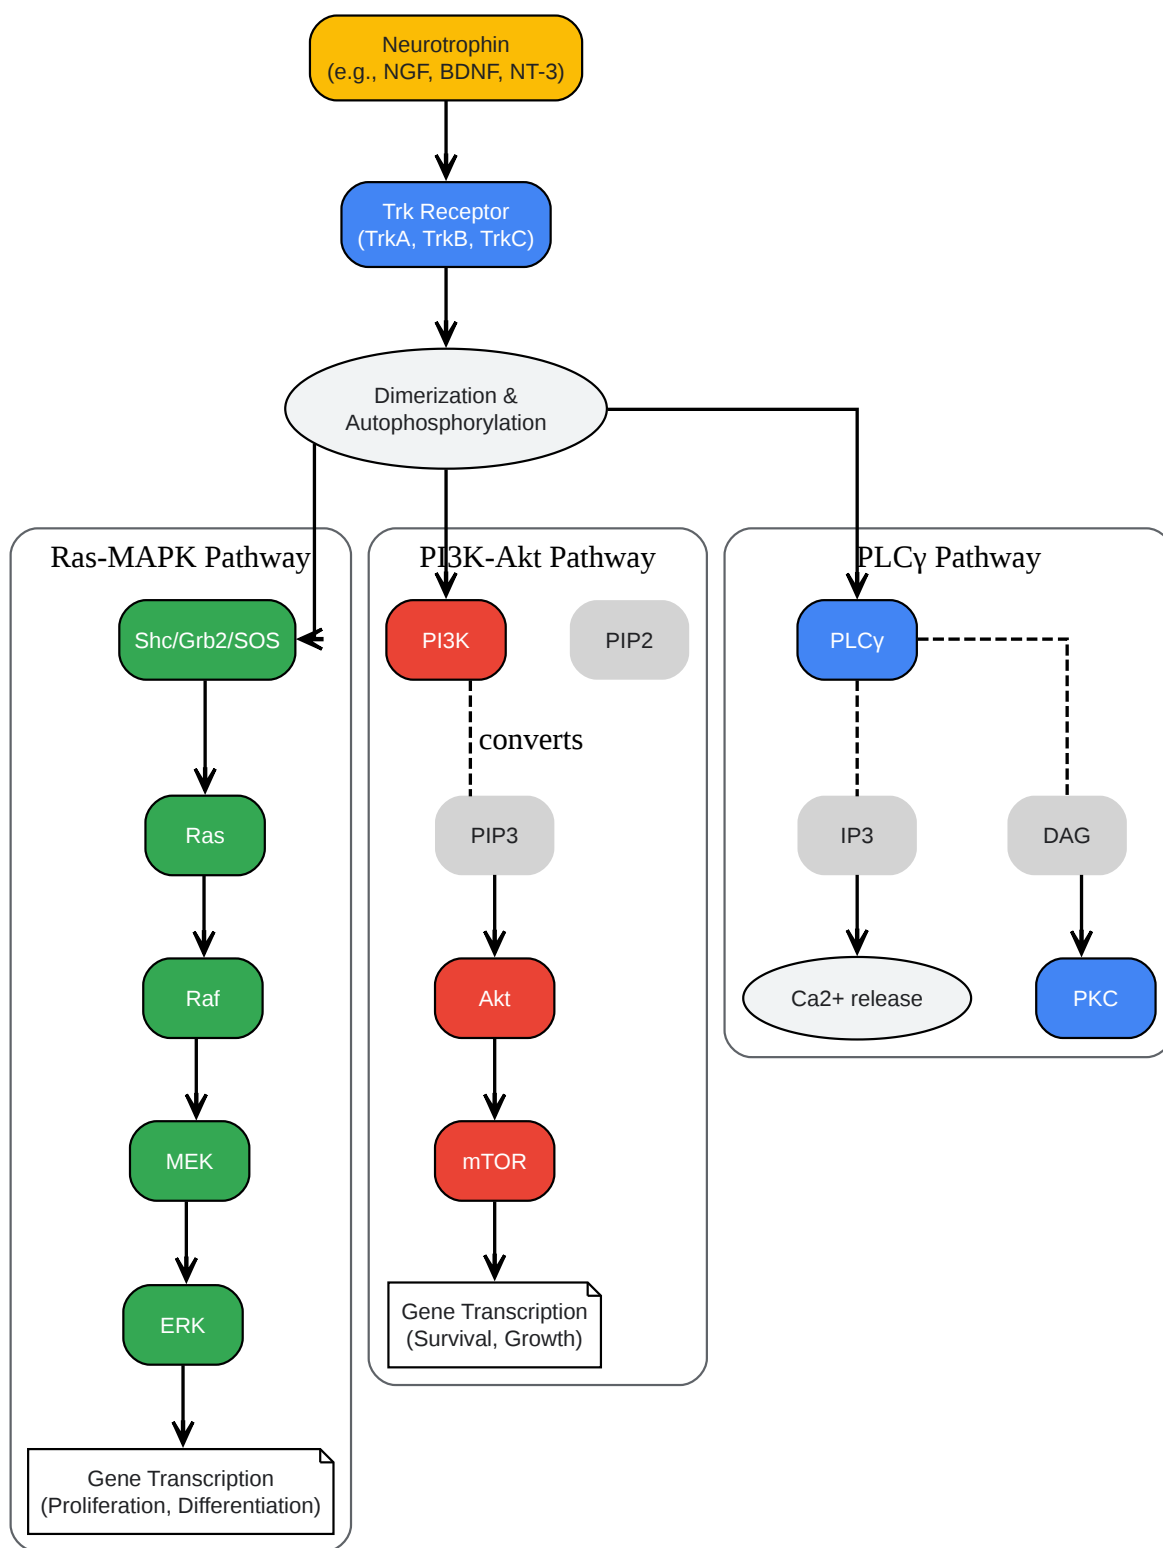 Neurotrophin
(e.g., NGF, BDNF, NT-3)
Trk Receptor
(TrkA, TrkB, TrkC)
Dimerization &
Autophosphorylation
Ras-MAPK Pathway
Shc/Grb2/SOS
Ras
Raf
MEK
ERK
Gene Transcription
(Proliferation, Differentiation)
PI3K-Akt Pathway
PI3K
PIP2
converts
PIP3
Akt
mTOR
Gene Transcription
(Survival, Growth)
PLCγ Pathway
PLCγ
IP3
DAG
Ca2+ release
PKC